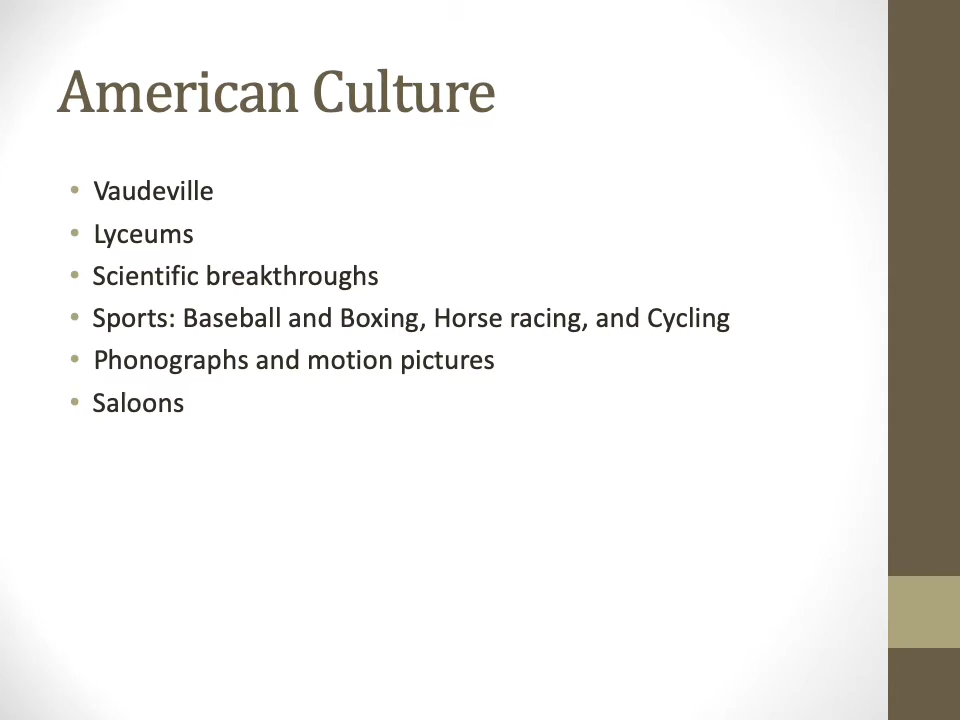 American Culture
• Vaudeville
• Lyceums
• Scientific breakthroughs
• Sports: Baseball and Boxing, Horse racing, and Cycling
• Phonographs and motion pictures
• Saloons